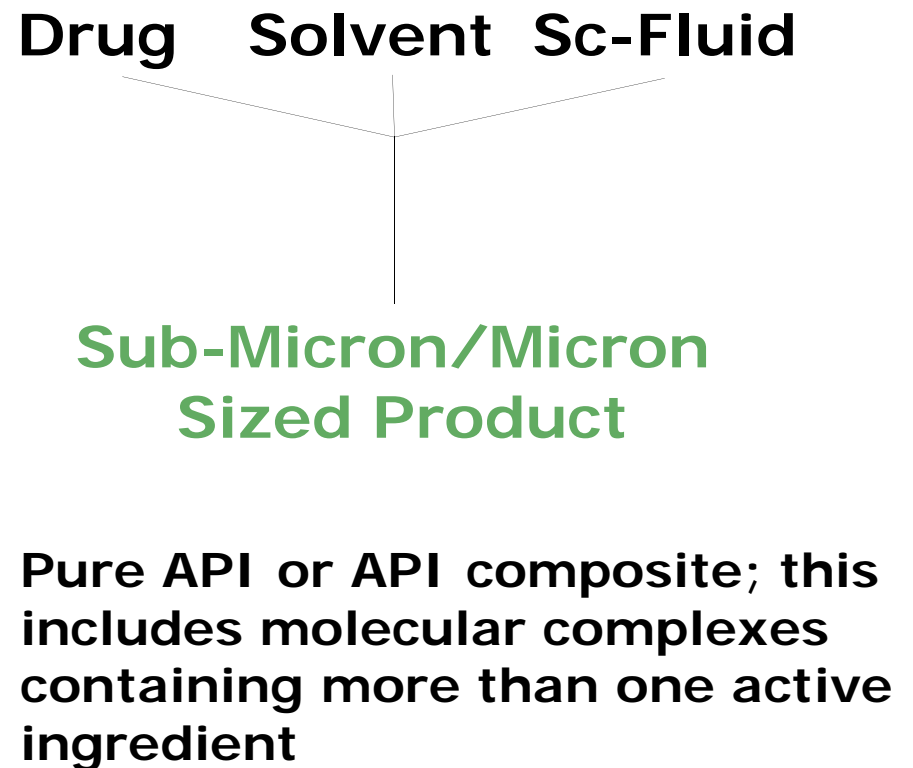 Drug Solvent Sc-Fluid
Sub-Micron/Micron
Sized Product
Pure API or API composite; this
includes molecular complexes
containing more than one active
ingredient